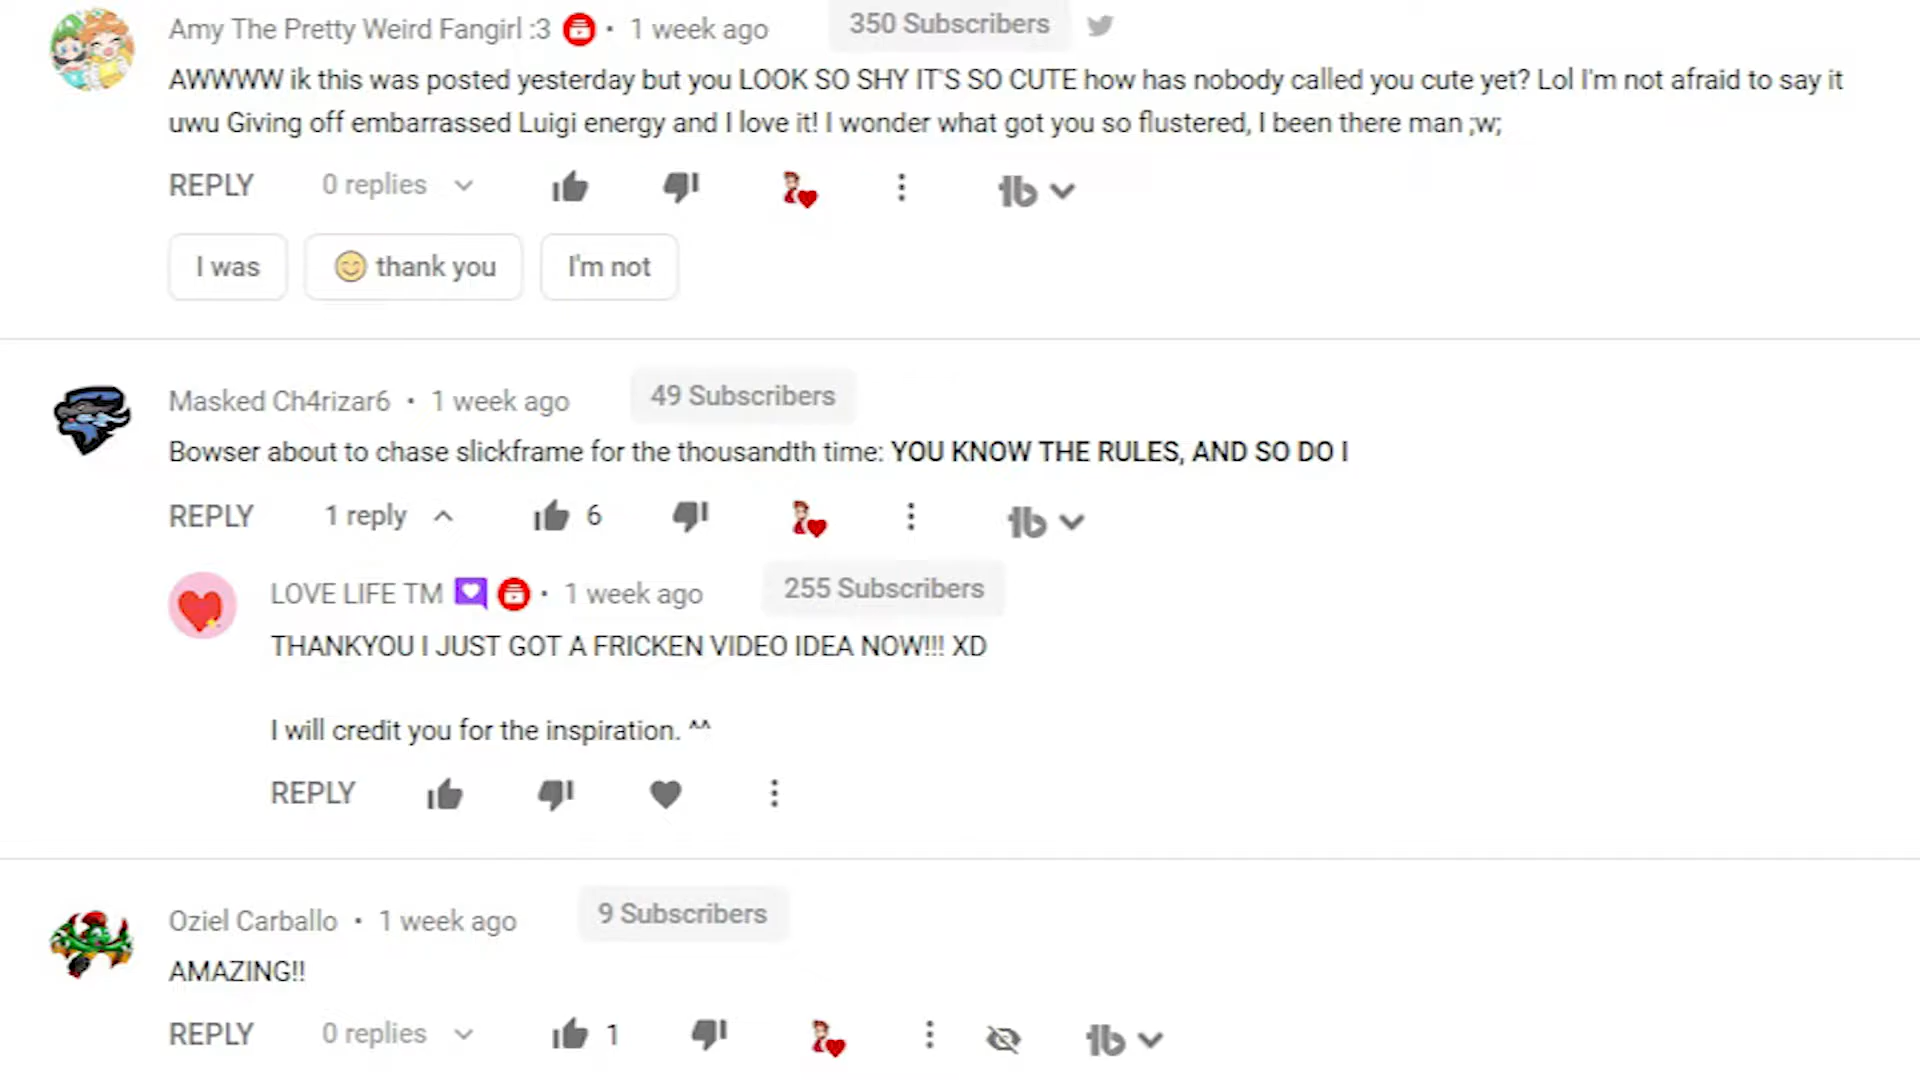 Amy The Pretty Weird Fangirl :3 • 1 week ago 350 Subscribers
AWWWW ik this was posted yesterday but you LOOK SO SHY IT'S SO CUTE how has nobody called you cute yet? Lol I'm not afraid to say it
uwu Giving off embarrassed Luigi energy and I love it! I wonder what got you so flustered, I been there man ;w;
REPLY 0 replies tb
I was 😊 thank you I'm not
Masked Ch4rizar6 • 1 week ago 49 Subscribers
Bowser about to chase slickframe for the thousandth time: YOU KNOW THE RULES, AND SO DO I
REPLY 1 reply 6 tb
LOVE LIFE TM • 1 week ago 255 Subscribers
THANKYOU I JUST GOT A FRICKEN VIDEO IDEA NOW!!! XD
I will credit you for the inspiration. ^^
REPLY
Oziel Carballo • 1 week ago 9 Subscribers
AMAZING!!
REPLY 0 replies 1 tb